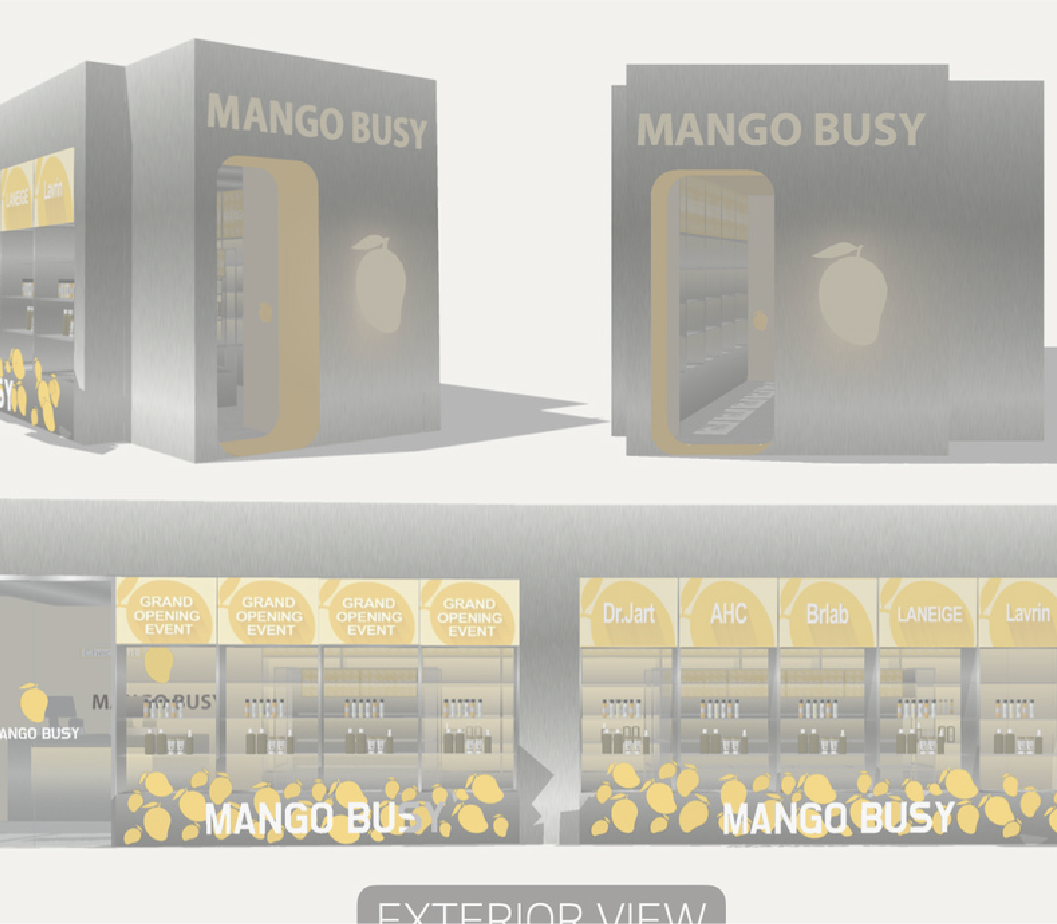 MANGO BUSY
LANEIGE
Lavrin
SY
MANGO BUSY
GRAND
OPENING
EVENT
GRAND
OPENING
EVENT
GRAND
OPENING
EVENT
GRAND
OPENING
EVENT
Dr.Jart
AHC
Brlab
LANEIGE
Lavrin
MANGO BUSY
ANGO BUSY
MANGO BUSY
MANGO BUSY
EXTERIOR VIEW